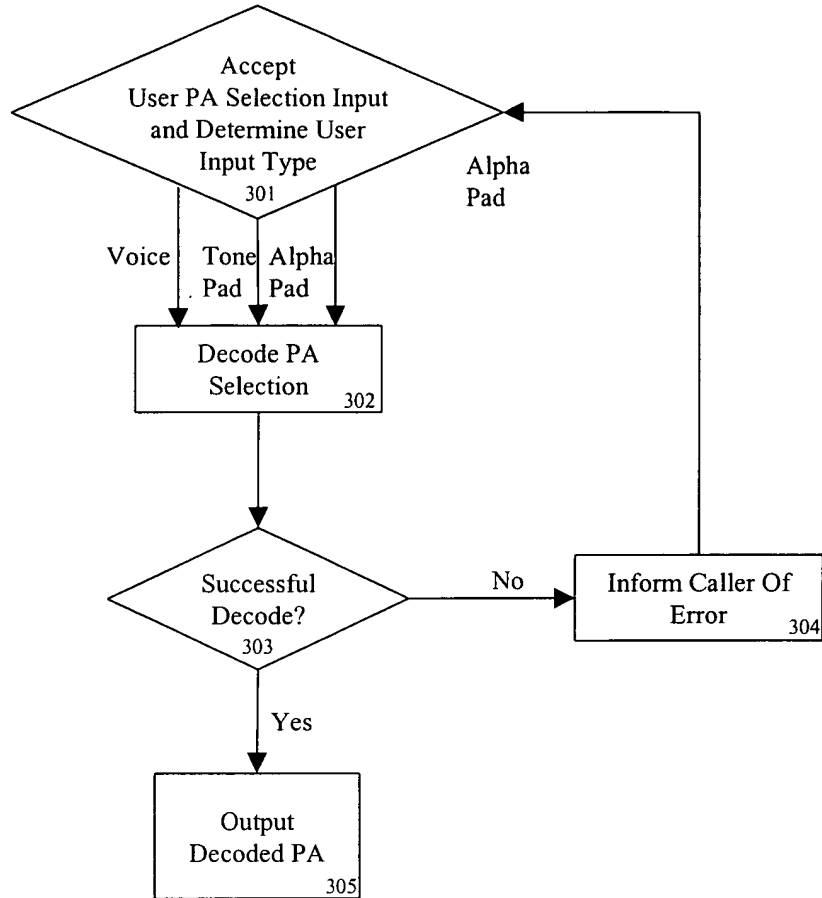 Accept
User PA Selection Input
and Determine User
Input Type
301
Alpha
Pad
Voice
Tone
Pad
Alpha
Pad
Decode PA
Selection
302
Successful
Decode?
303
No
Inform Caller Of
Error
304
Yes
Output
Decoded PA
305